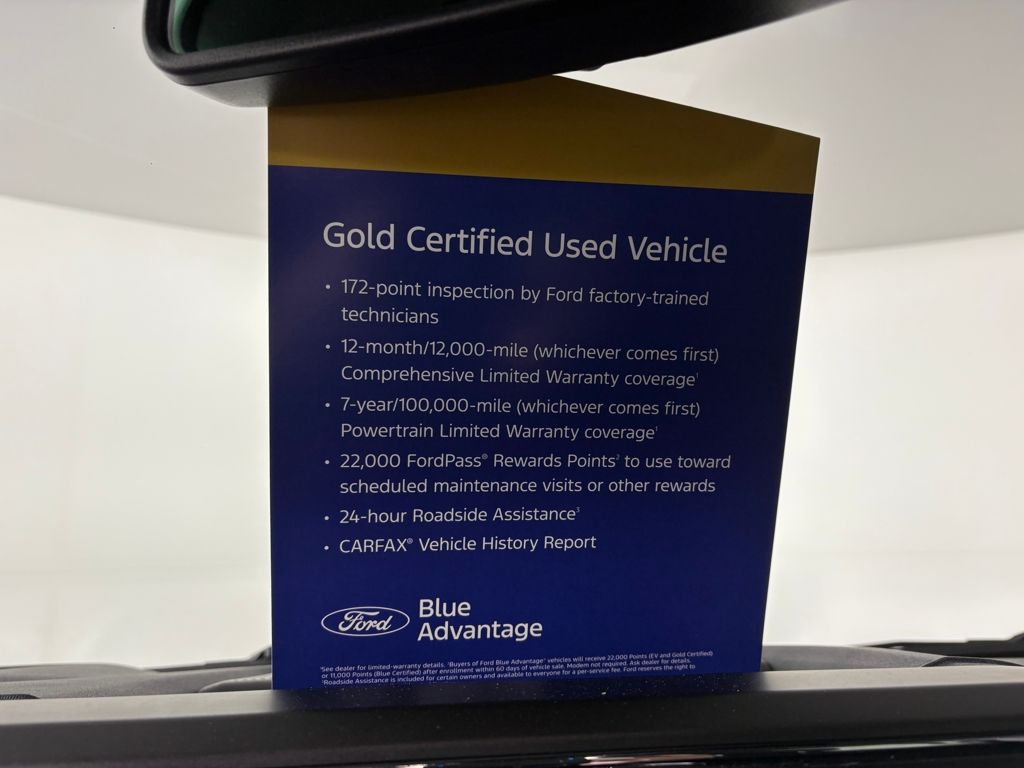 Gold Certified Used Vehicle
• 172-point inspection by Ford factory-trained
technicians
• 12-month/12,000-mile (whichever comes first)
Comprehensive Limited Warranty coverage¹
• 7-year/100,000-mile (whichever comes first)
Powertrain Limited Warranty coverage¹
• 22,000 FordPass® Rewards Points² to use toward
scheduled maintenance visits or other rewards
• 24-hour Roadside Assistance³
• CARFAX® Vehicle History Report
Ford
Blue
Advantage
¹See dealer for limited-warranty details. ²Buyers of Ford Blue Advantage™ vehicles will receive 22,000 Points (EV and Gold Certified)
or 11,000 Points (Blue Certified) after enrollment within 60 days of vehicle sale. Modem not required. Ask dealer for details.
³Roadside Assistance is included for certain owners and available to everyone for a per-service fee. Ford reserves the right to